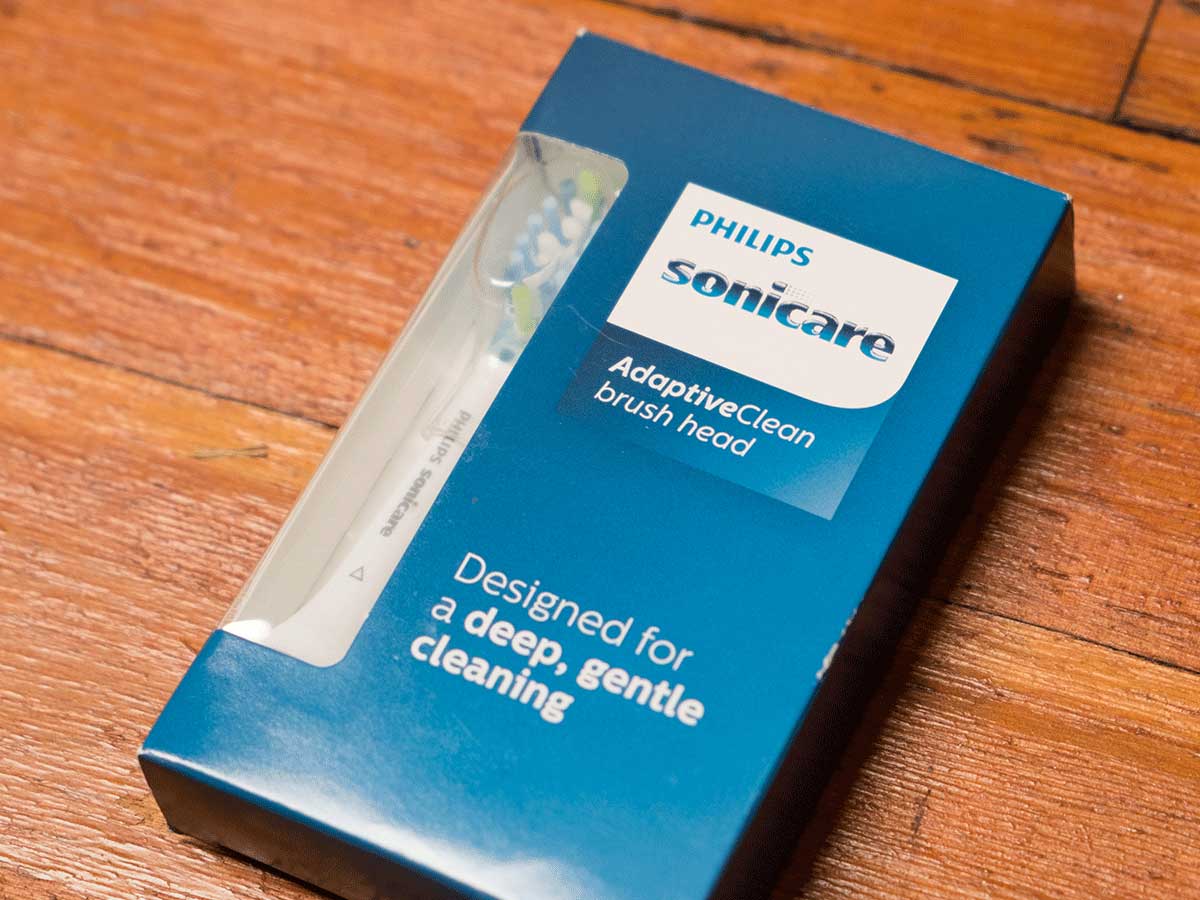 PHILIPS
sonicare
AdaptiveClean
brush head
PHILIPS sonicare
Designed for
a deep, gentle
cleaning